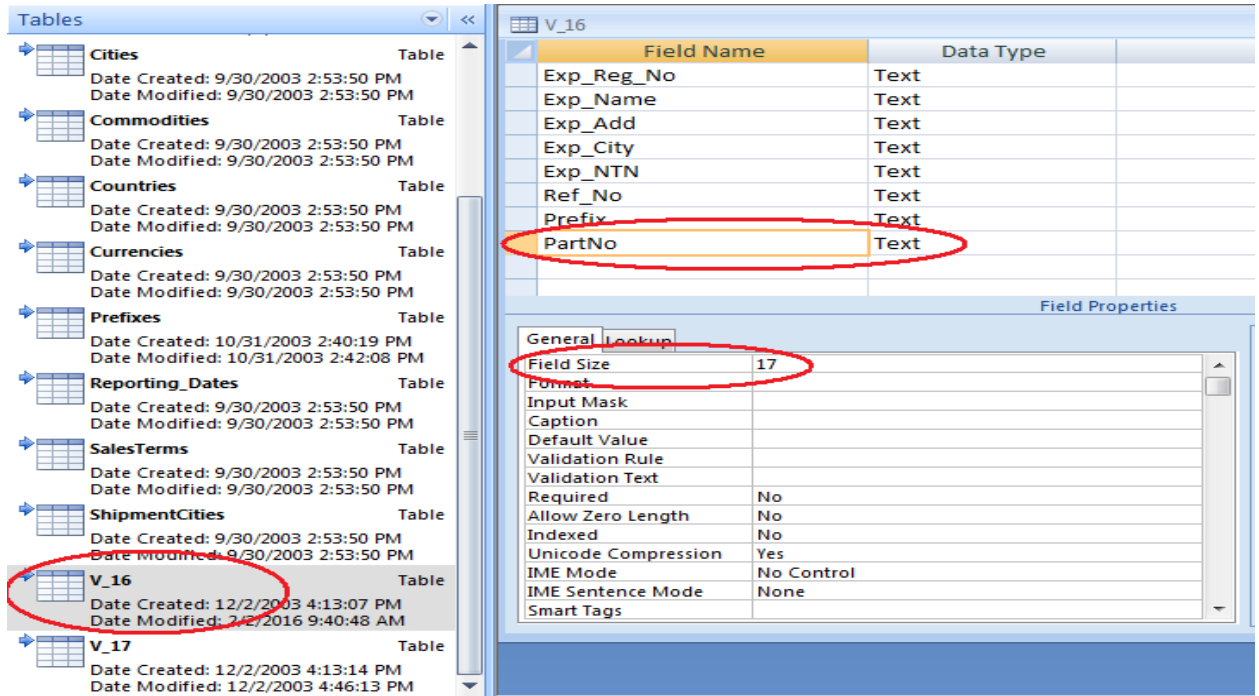 Tables
Cities Table
Date Created: 9/30/2003 2:53:50 PM
Date Modified: 9/30/2003 2:53:50 PM
Commodities Table
Date Created: 9/30/2003 2:53:50 PM
Date Modified: 9/30/2003 2:53:50 PM
Countries Table
Date Created: 9/30/2003 2:53:50 PM
Date Modified: 9/30/2003 2:53:50 PM
Currencies Table
Date Created: 9/30/2003 2:53:50 PM
Date Modified: 9/30/2003 2:53:50 PM
Prefixes Table
Date Created: 10/31/2003 2:40:19 PM
Date Modified: 10/31/2003 2:42:08 PM
Reporting_Dates Table
Date Created: 9/30/2003 2:53:50 PM
Date Modified: 9/30/2003 2:53:50 PM
SalesTerms Table
Date Created: 9/30/2003 2:53:50 PM
Date Modified: 9/30/2003 2:53:50 PM
ShipmentCities Table
Date Created: 9/30/2003 2:53:50 PM
Date Modified: 9/30/2003 2:53:50 PM
V_16 Table
Date Created: 12/2/2003 4:13:07 PM
Date Modified: 2/2/2016 9:40:48 AM
V_17 Table
Date Created: 12/2/2003 4:13:14 PM
Date Modified: 12/2/2003 4:46:13 PM
V_16
Field Name Data Type
Exp_Reg_No Text
Exp_Name Text
Exp_Add Text
Exp_City Text
Exp_NTN Text
Ref_No Text
Prefix Text
PartNo Text
Field Properties
General Lookup
Field Size 17
Format
Input Mask
Caption
Default Value
Validation Rule
Validation Text
Required No
Allow Zero Length No
Indexed No
Unicode Compression Yes
IME Mode No Control
IME Sentence Mode None
Smart Tags